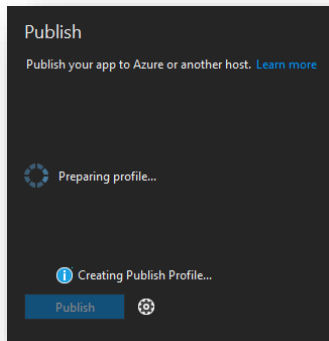 Publish
Publish your app to Azure or another host. Learn more
Preparing profile...
Creating Publish Profile...
Publish